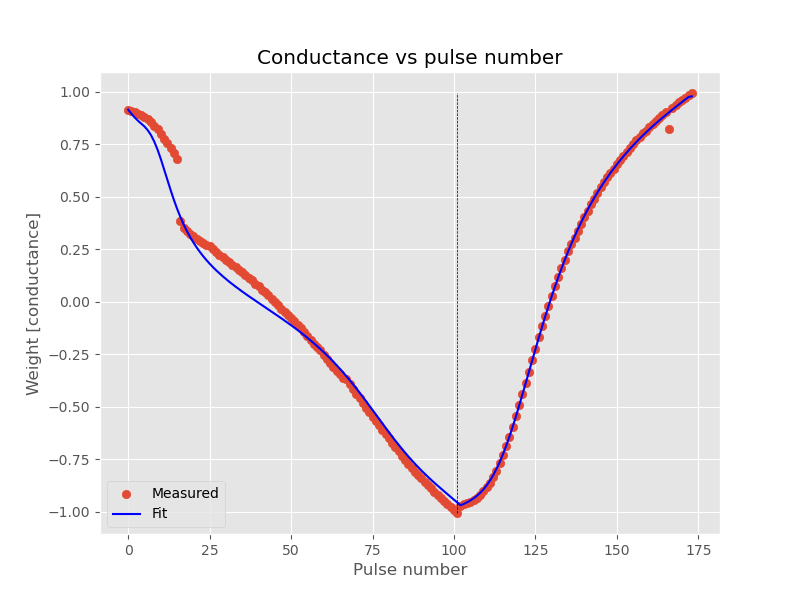 Conductance vs pulse number
Weight [conductance]
1.00
0.75
0.50
0.25
0.00
−0.25
−0.50
−0.75
−1.00
Measured
Fit
0 25 50 75 100 125 150 175
Pulse number